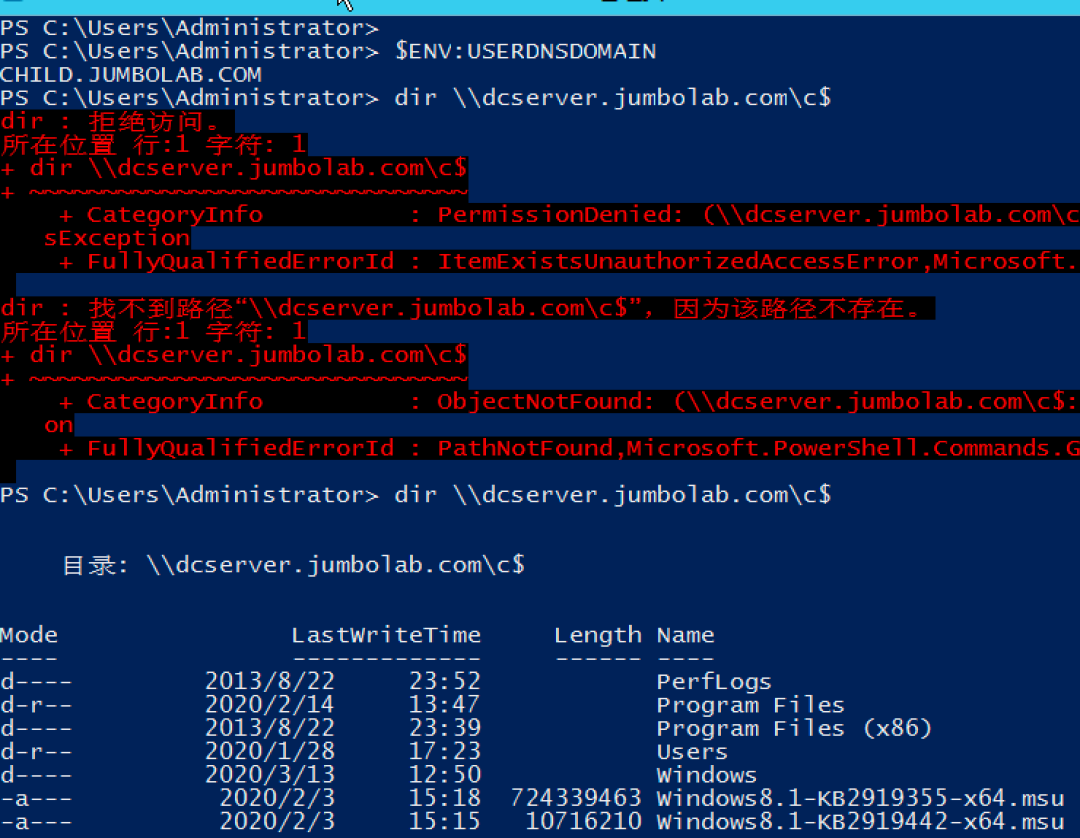 PS C:\Users\Administrator>
PS C:\Users\Administrator> $ENV:USERDNSDOMAIN
CHILD.JUMBOLAB.COM
PS C:\Users\Administrator> dir \\dcserver.jumbolab.com\c$
dir : 拒绝访问。
所在位置 行:1 字符: 1
+ dir \\dcserver.jumbolab.com\c$
+ ~~~~~~~~~~~~~~~~~~~~~~~~~~~~~~
    + CategoryInfo          : PermissionDenied: (\\dcserver.jumbolab.com\c
   sException
    + FullyQualifiedErrorId : ItemExistsUnauthorizedAccessError,Microsoft.
dir : 找不到路径“\\dcserver.jumbolab.com\c$”，因为该路径不存在。
所在位置 行:1 字符: 1
+ dir \\dcserver.jumbolab.com\c$
+ ~~~~~~~~~~~~~~~~~~~~~~~~~~~~~~
    + CategoryInfo          : ObjectNotFound: (\\dcserver.jumbolab.com\c$:
   on
    + FullyQualifiedErrorId : PathNotFound,Microsoft.PowerShell.Commands.G
PS C:\Users\Administrator> dir \\dcserver.jumbolab.com\c$
    目录: \\dcserver.jumbolab.com\c$
Mode                LastWriteTime     Length Name
----                -------------     ------ ----
d----         2013/8/22     23:52            PerfLogs
d-r--         2020/2/14     13:47            Program Files
d----         2013/8/22     23:39            Program Files (x86)
d-r--         2020/1/28     17:23            Users
d----         2020/3/13     12:50            Windows
-a---          2020/2/3     15:18  724339463 Windows8.1-KB2919355-x64.msu
-a---          2020/2/3     15:15   10716210 Windows8.1-KB2919442-x64.msu